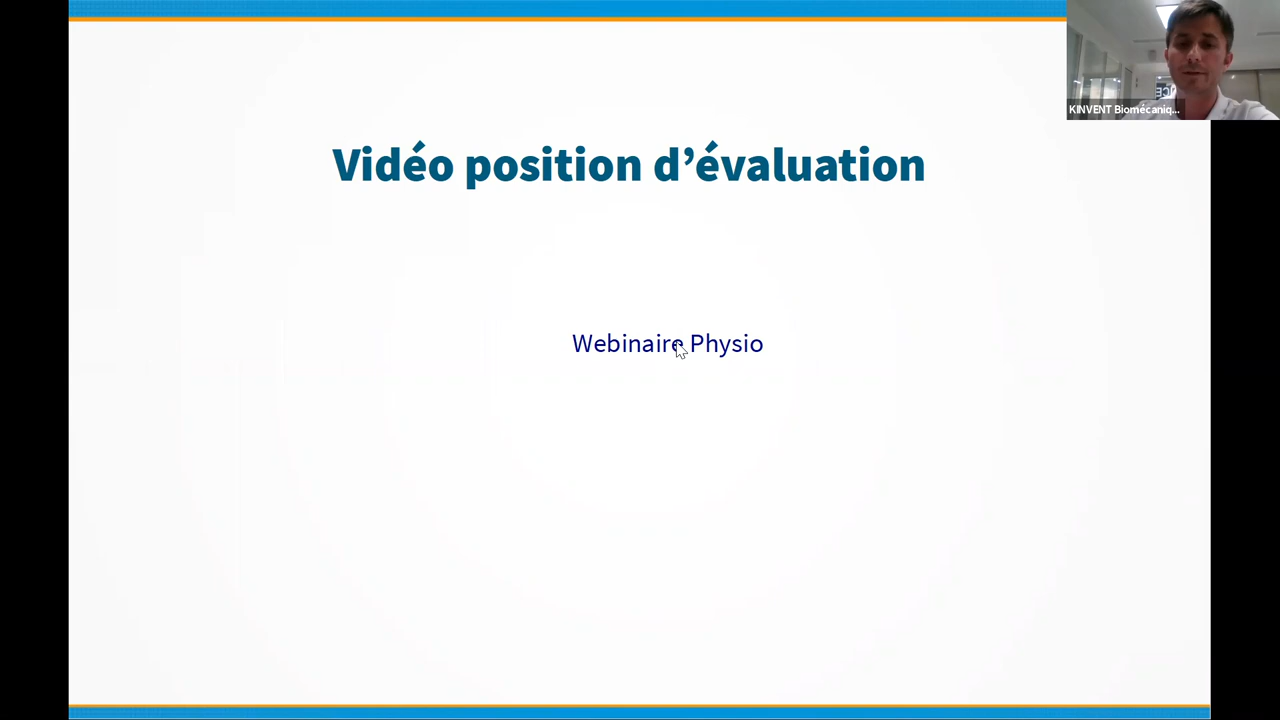 KINVENT Biomécaniq...
Vidéo position d’évaluation
Webinaire Physio